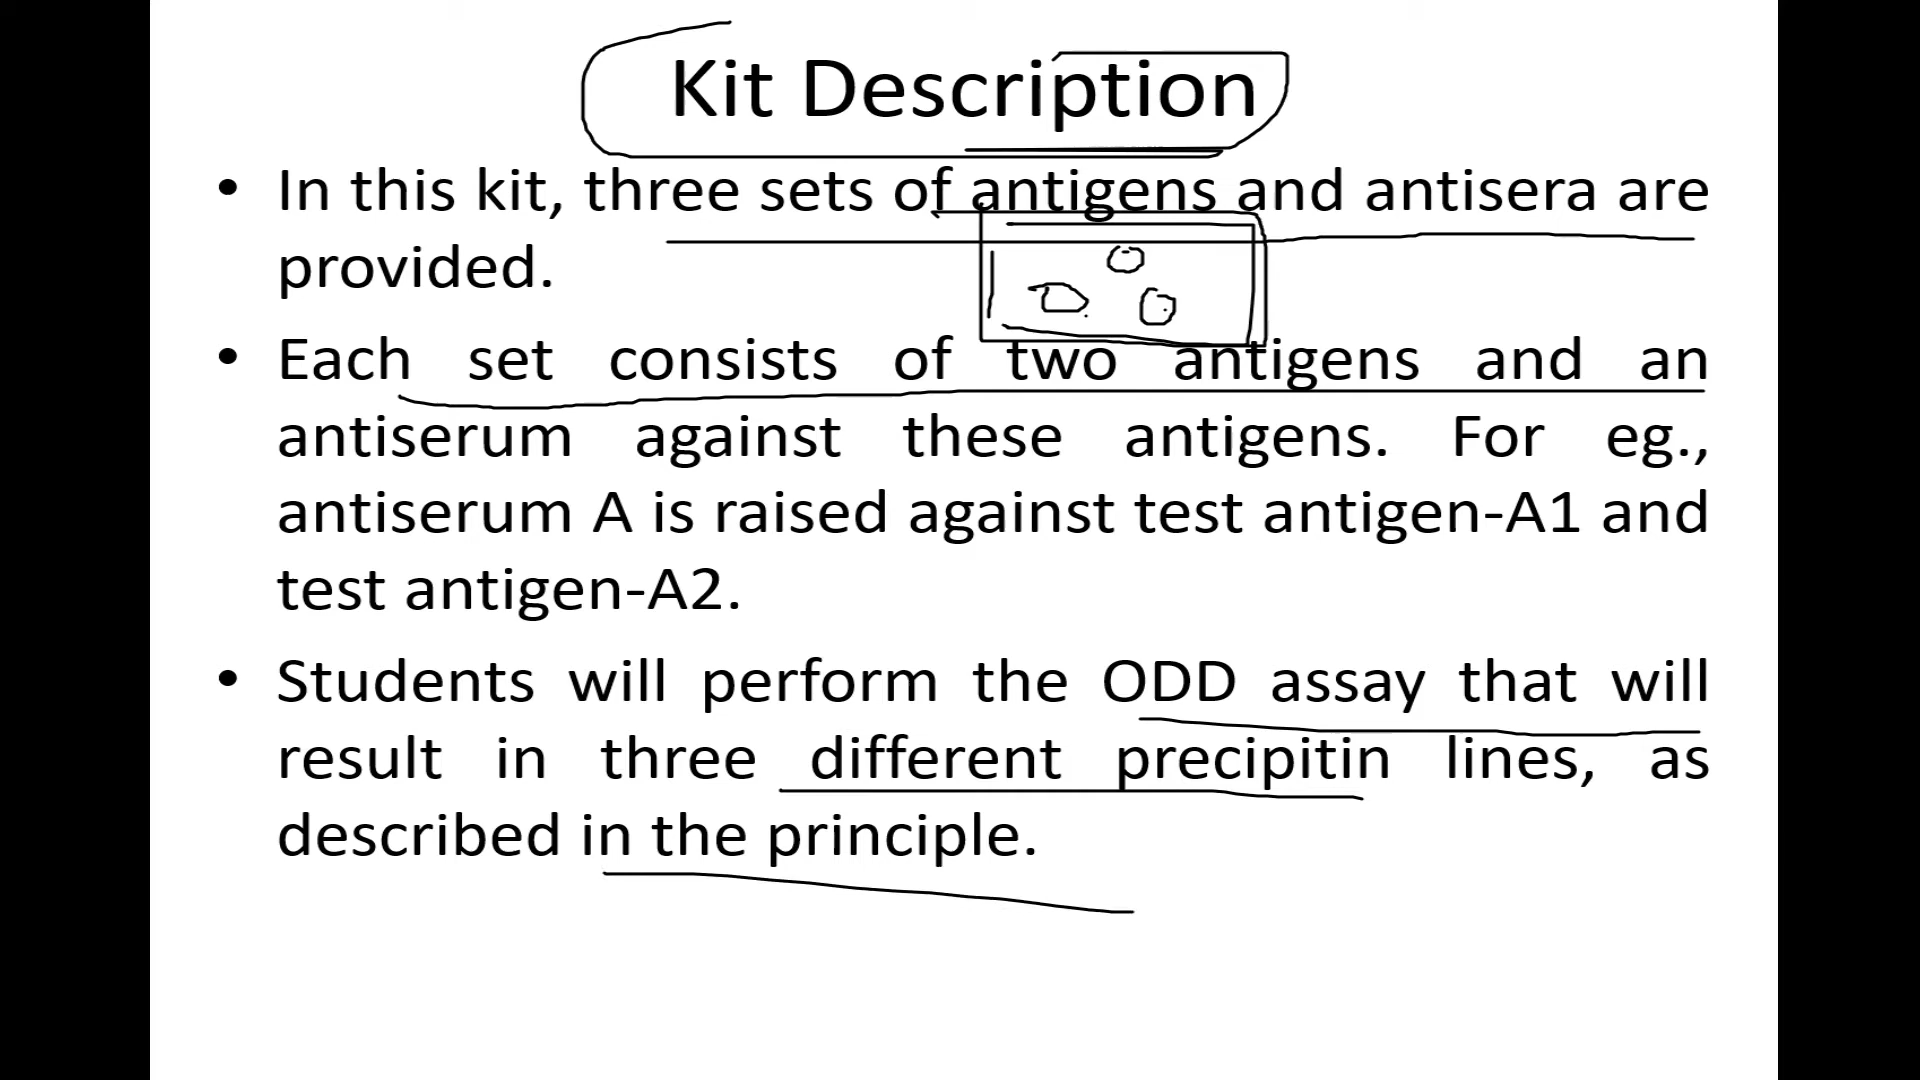 Kit Description
• In this kit, three sets of antigens and antisera are
provided.
• Each set consists of two antigens and an
antiserum against these antigens. For eg.,
antiserum A is raised against test antigen-A1 and
test antigen-A2.
• Students will perform the ODD assay that will
result in three different precipitin lines, as
described in the principle.